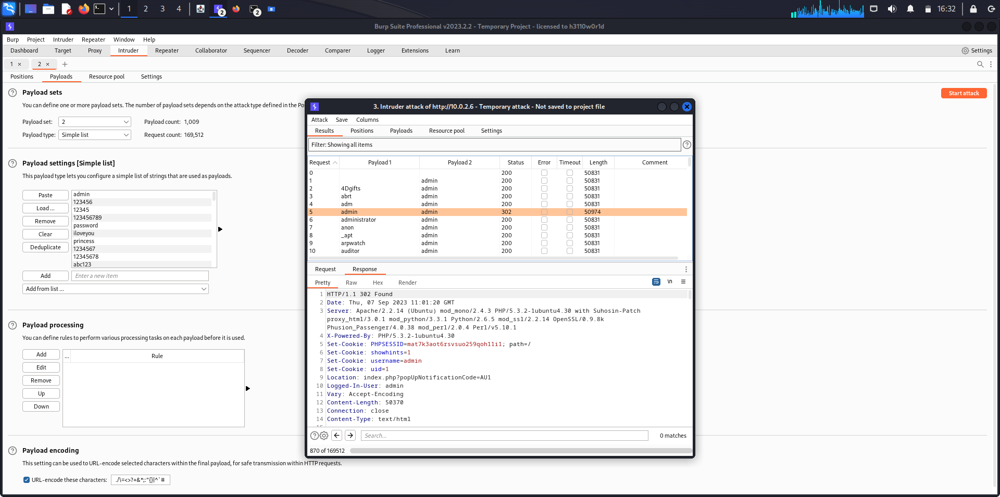 1 2 3 4 2 2 16:32
Burp Suite Professional v2023.2.2 - Temporary Project - licensed to h3110w0r1d
Burp Project Intruder Repeater Window Help
Dashboard Target Proxy Intruder Repeater Collaborator Sequencer Decoder Comparer Logger Extensions Learn Settings
1 × 2 × +
Positions Payloads Resource pool Settings
? Payload sets
Start attack
You can define one or more payload sets. The number of payload sets depends on the attack type defined in the Po
Payload set: 2 Payload count: 1,009
Payload type: Simple list Request count: 169,512
? Payload settings [Simple list]
This payload type lets you configure a simple list of strings that are used as payloads.
Paste
Load ...
Remove
Clear
Deduplicate
admin
123456
12345
123456789
password
iloveyou
princess
1234567
12345678
abc123
Add Enter a new item
Add from list ...
? Payload processing
You can define rules to perform various processing tasks on each payload before it is used.
Add
Edit
Remove
Up
Down
... Rule
? Payload encoding
This setting can be used to URL-encode selected characters within the final payload, for safe transmission within HTTP requests.
URL-encode these characters: ./\=<>?+&*;:"{}|^`#
3. Intruder attack of http://10.0.2.6 - Temporary attack - Not saved to project file
Attack Save Columns
Results Positions Payloads Resource pool Settings
Filter: Showing all items ?
Request Payload 1 Payload 2 Status Error Timeout Length Comment
0 200 50831
1 admin 200 50831
2 4Dgifts admin 200 50831
3 abrt admin 200 50831
4 adm admin 200 50831
5 admin admin 302 50974
6 administrator admin 200 50831
7 anon admin 200 50831
8 _apt admin 200 50831
9 arpwatch admin 200 50831
10 auditor admin 200 50831
Request Response
Pretty Raw Hex Render \n
1 HTTP/1.1 302 Found
2 Date: Thu, 07 Sep 2023 11:01:20 GMT
3 Server: Apache/2.2.14 (Ubuntu) mod_mono/2.4.3 PHP/5.3.2-1ubuntu4.30 with Suhosin-Patch
proxy_html/3.0.1 mod_python/3.3.1 Python/2.6.5 mod_ssl/2.2.14 OpenSSL/0.9.8k
Phusion_Passenger/4.0.38 mod_perl/2.0.4 Perl/v5.10.1
4 X-Powered-By: PHP/5.3.2-1ubuntu4.30
5 Set-Cookie: PHPSESSID=mat7k3aot6rsvsuo259qoh11i1; path=/
6 Set-Cookie: showhints=1
7 Set-Cookie: username=admin
8 Set-Cookie: uid=1
9 Location: index.php?popUpNotificationCode=AU1
10 Logged-In-User: admin
11 Vary: Accept-Encoding
12 Content-Length: 50370
13 Connection: close
14 Content-Type: text/html
? Search... 0 matches
870 of 169512